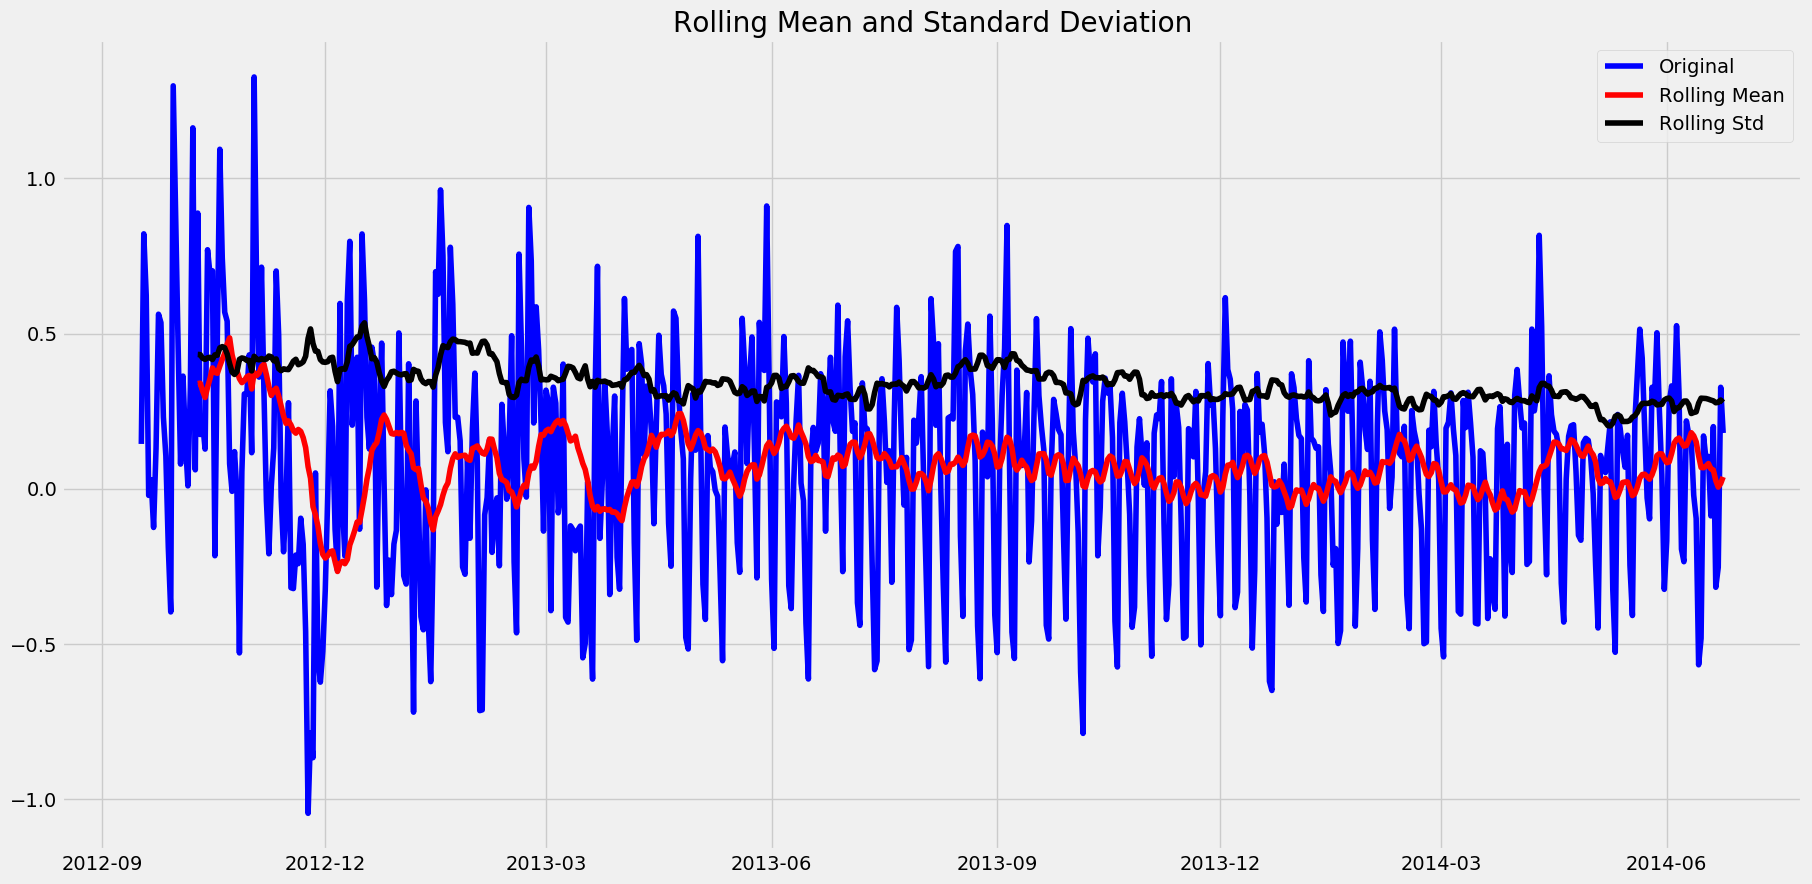 Rolling Mean and Standard Deviation
Original
Rolling Mean
Rolling Std
1.0
0.5
0.0
−0.5
−1.0
2012-09 2012-12 2013-03 2013-06 2013-09 2013-12 2014-03 2014-06